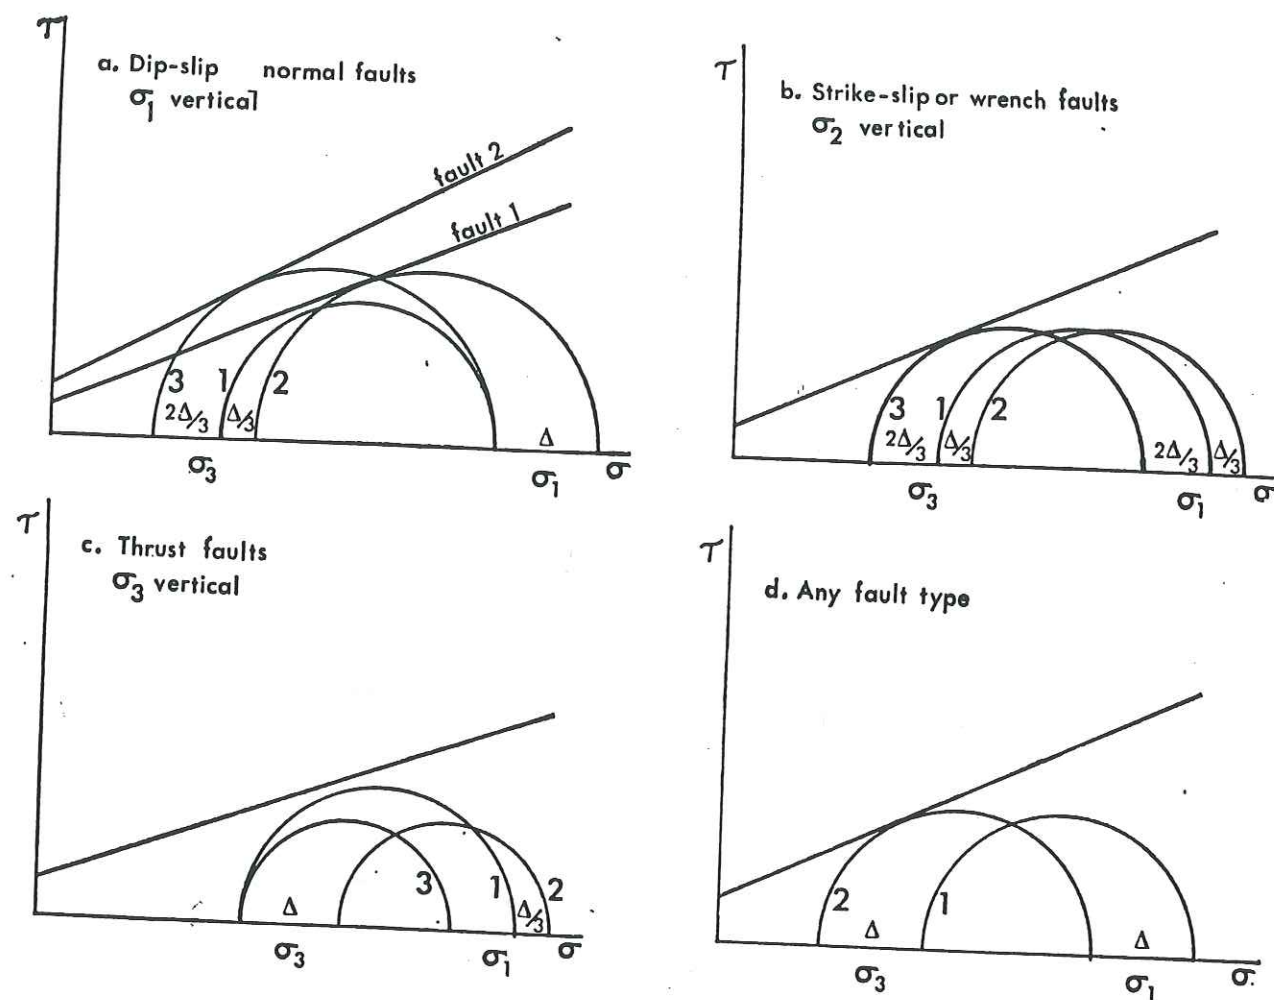 τ
a. Dip-slip normal faults
σ1 vertical
fault 2
fault 1
3 1 2
2Δ/3 Δ/3 Δ
σ3 σ1 σ
τ
b. Strike-slip or wrench faults
σ2 vertical
3 1 2
2Δ/3 Δ/3 2Δ/3 Δ/3
σ3 σ1 σ
τ
c. Thrust faults
σ3 vertical
3 1 2
Δ Δ/3
σ3 σ1 σ
τ
d. Any fault type
2 1
Δ Δ
σ3 σ1 σ.